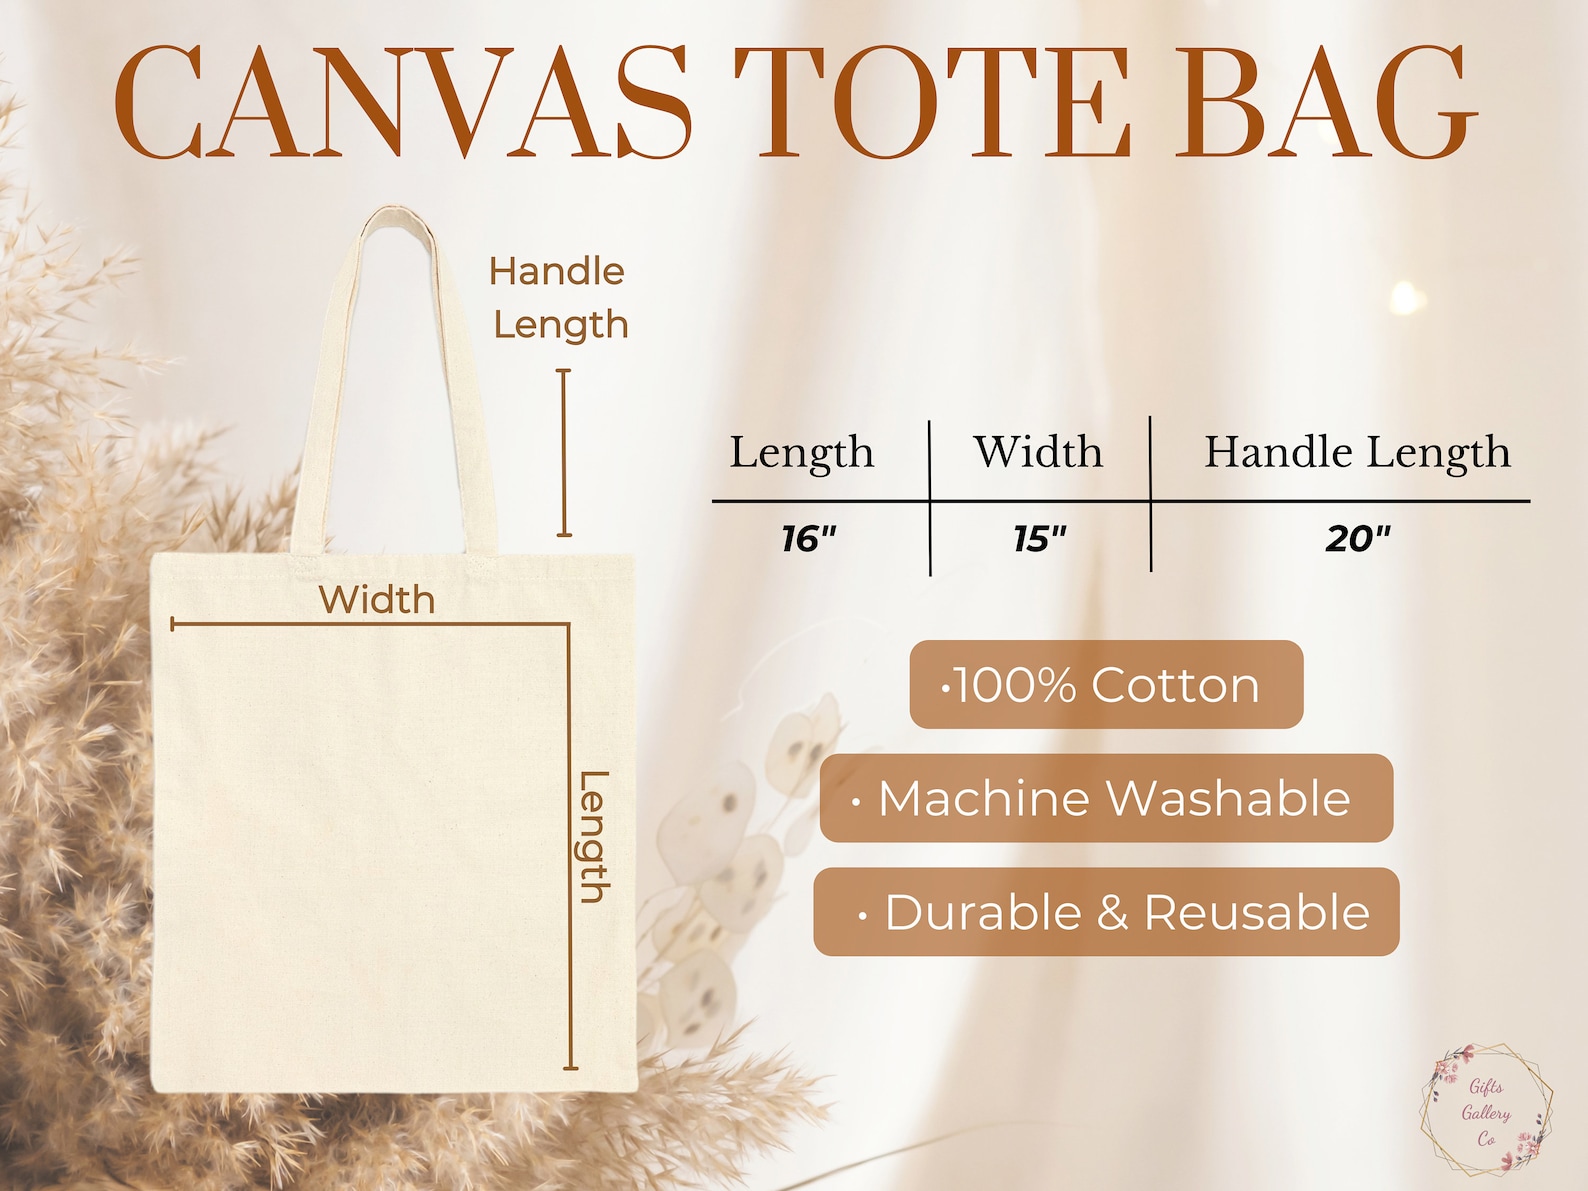 CANVAS TOTE BAG
Handle
Length
Width
Length
Length Width Handle Length
16" 15" 20"
•100% Cotton
• Machine Washable
• Durable & Reusable
Gifts
Gallery
Co